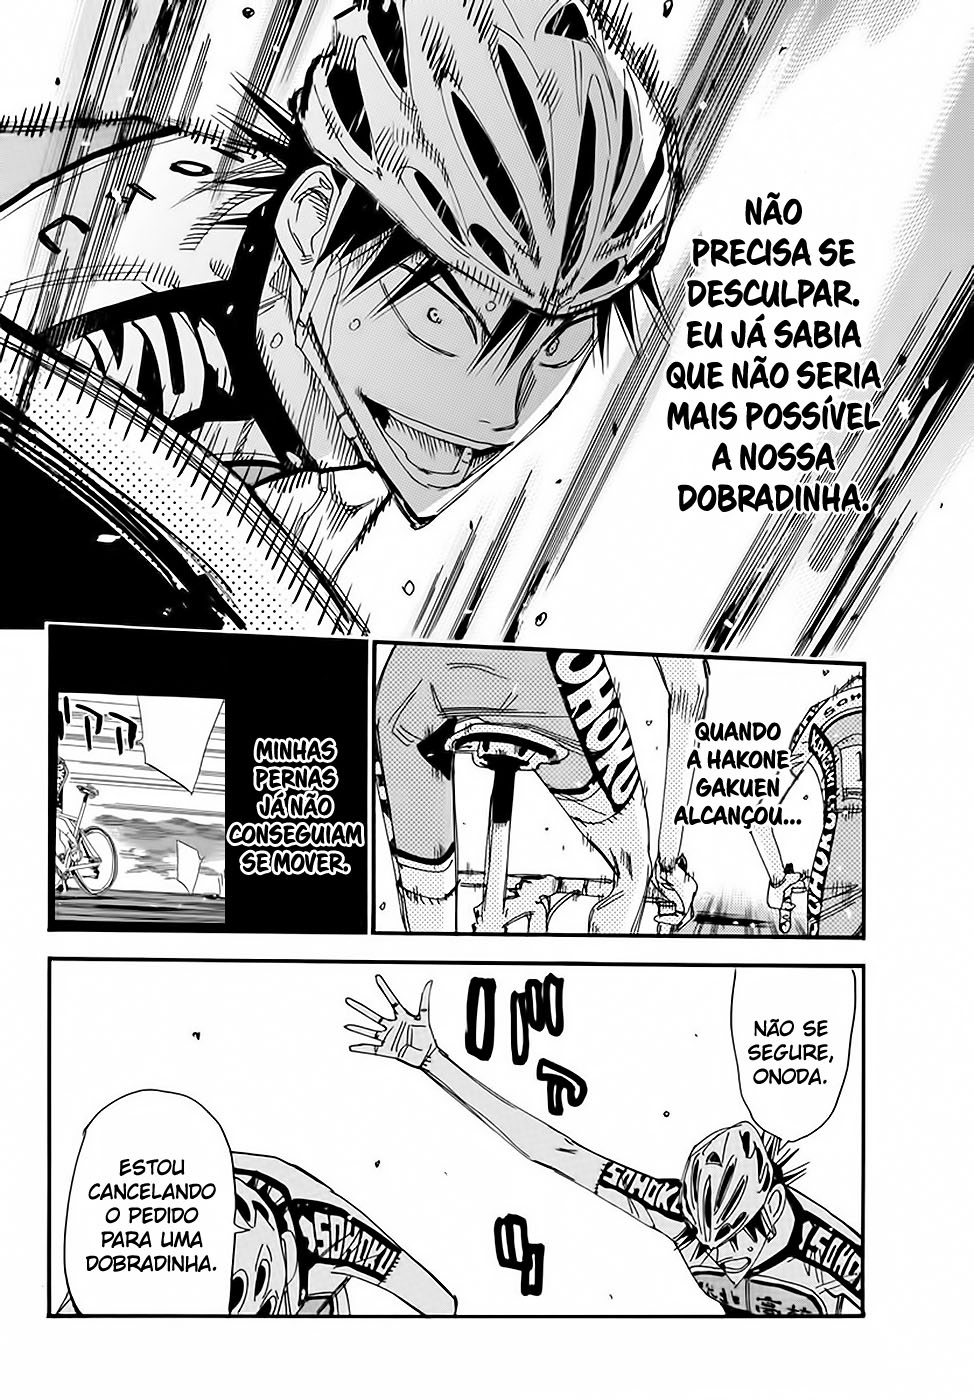 NÃO
PRECISA SE
DESCULPAR.
EU JÁ SABIA
QUE NÃO SERIA
MAIS POSSÍVEL
A NOSSA
DOBRADINHA.
QUANDO
A HAKONE
GAKUEN
ALCANÇOU...
SOHOKU
SOHOKU
MINHAS
PERNAS
JÁ NÃO
CONSEGUIAM
SE MOVER.
NÃO SE
SEGURE,
ONODA.
SOHOKU
SOHOKU
ESTOU
CANCELANDO
O PEDIDO
PARA UMA
DOBRADINHA.
SOHOKU